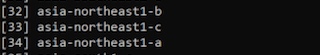 [32] asia-northeast1-b
[33] asia-northeast1-c
[34] asia-northeast1-a